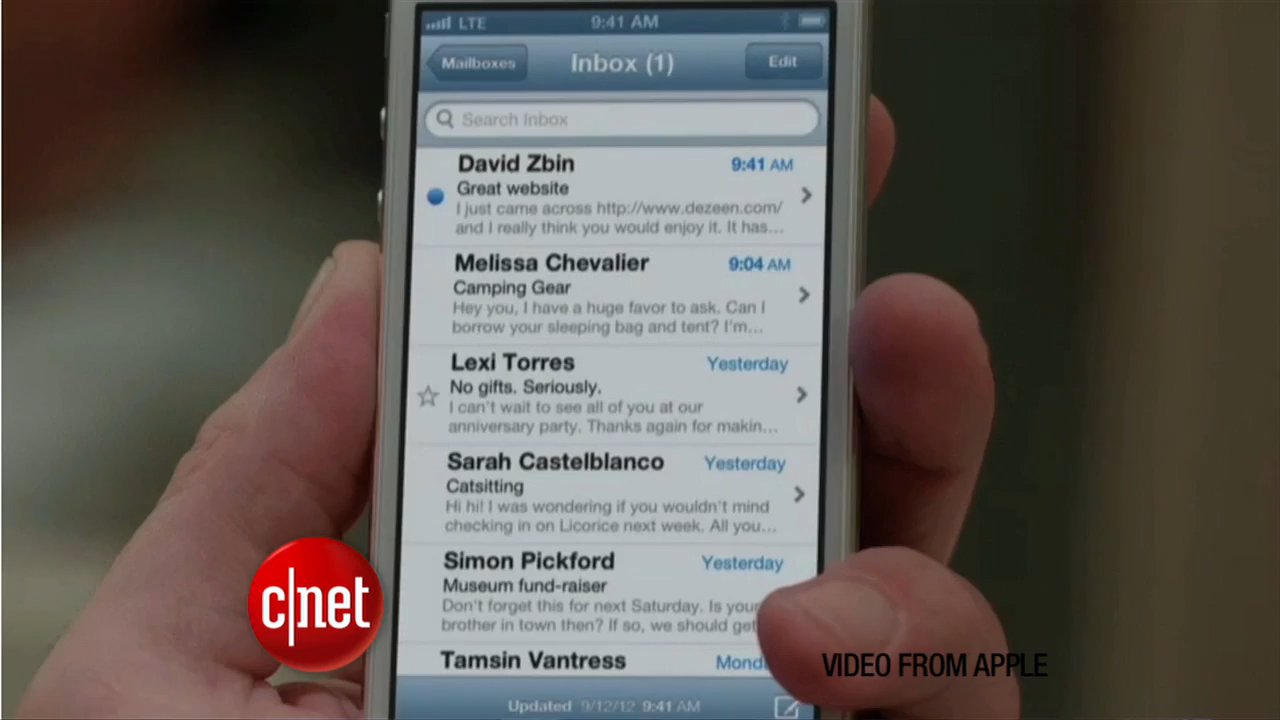 LTE 9:41 AM
Mailboxes Inbox (1) Edit
Search Inbox
David Zbin 9:41 AM
Great website
I just came across http://www.dezeen.com/
and I really think you would enjoy it. It has...
Melissa Chevalier 9:04 AM
Camping Gear
Hey you, I have a huge favor to ask. Can I
borrow your sleeping bag and tent? I'm...
Lexi Torres Yesterday
No gifts. Seriously.
I can't wait to see all of you at our
anniversary party. Thanks again for makin...
Sarah Castelblanco Yesterday
Catsitting
Hi hi! I was wondering if you wouldn't mind
checking in on Licorice next week. All you...
Simon Pickford Yesterday
Museum fund-raiser
Don't forget this for next Saturday. Is your
brother in town then? If so, we should get
Tamsin Vantress Mond
Updated 9/12/12 9:41 AM
c|net
VIDEO FROM APPLE